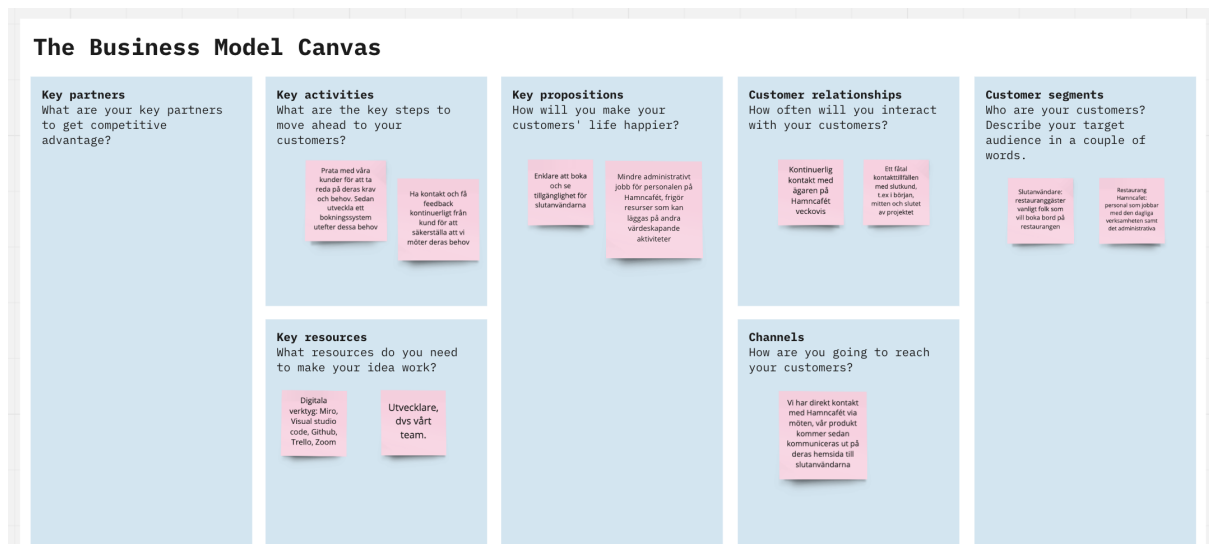 The Business Model Canvas
Key partners
What are your key partners
to get competitive
advantage?
Key activities
What are the key steps to
move ahead to your
customers?
Prata med våra
kunder för att ta
reda på deras krav
och behov. Sedan
utveckla ett
bokningssystem
utefter dessa behov
Ha kontakt och få
feedback
kontinuerligt från
kund för att
säkerställa att vi
möter deras behov
Key resources
What resources do you need
to make your idea work?
Digitala
verktyg: Miro,
Visual studio
code, Github,
Trello, Zoom
Utvecklare,
dvs vårt
team.
Key propositions
How will you make your
customers' life happier?
Enklare att boka
och se
tillgänglighet för
slutanvändarna
Mindre administrativt
jobb för personalen på
Hamncafét, frigör
resurser som kan
läggas på andra
värdeskapande
aktiviteter
Customer relationships
How often will you interact
with your customers?
Kontinuerlig
kontakt med
ägaren på
Hamncafét
veckovis
Ett fåtal
kontakttillfällen
med slutkund,
t.ex i början,
mitten och slutet
av projektet
Channels
How are you going to reach
your customers?
Vi har direkt kontakt
med Hamncafét via
möten, vår produkt
kommer sedan
kommuniceras ut på
deras hemsida till
slutanvändarna
Customer segments
Who are your customers?
Describe your target
audience in a couple of
words.
Slutanvändare:
restauranggäster
vanligt folk som
vill boka bord på
restaurangen
Restaurang
Hamncafet:
personal som jobbar
med den dagliga
verksamheten samt
det administrativa